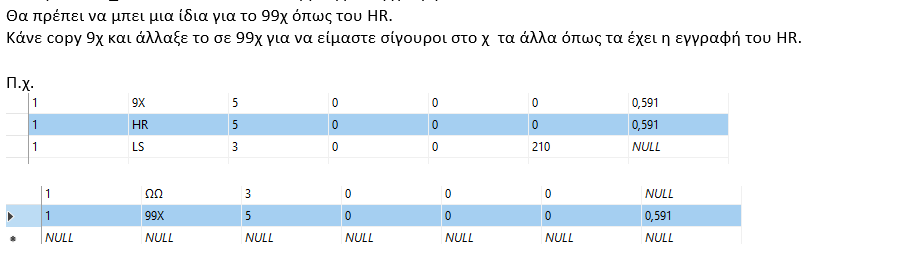 Θα πρέπει να μπει μια ίδια για το 99χ όπως του HR.
Κάνε copy 9χ και άλλαξε το σε 99χ για να είμαστε σίγουροι στο χ τα άλλα όπως τα έχει η εγγραφή του HR.
Π.χ.
1 9X 5 0 0 0 0,591
1 HR 5 0 0 0 0,591
1 LS 3 0 0 210 NULL
1 ΩΩ 3 0 0 0 NULL
1 99X 5 0 0 0 0,591
NULL NULL NULL NULL NULL NULL NULL